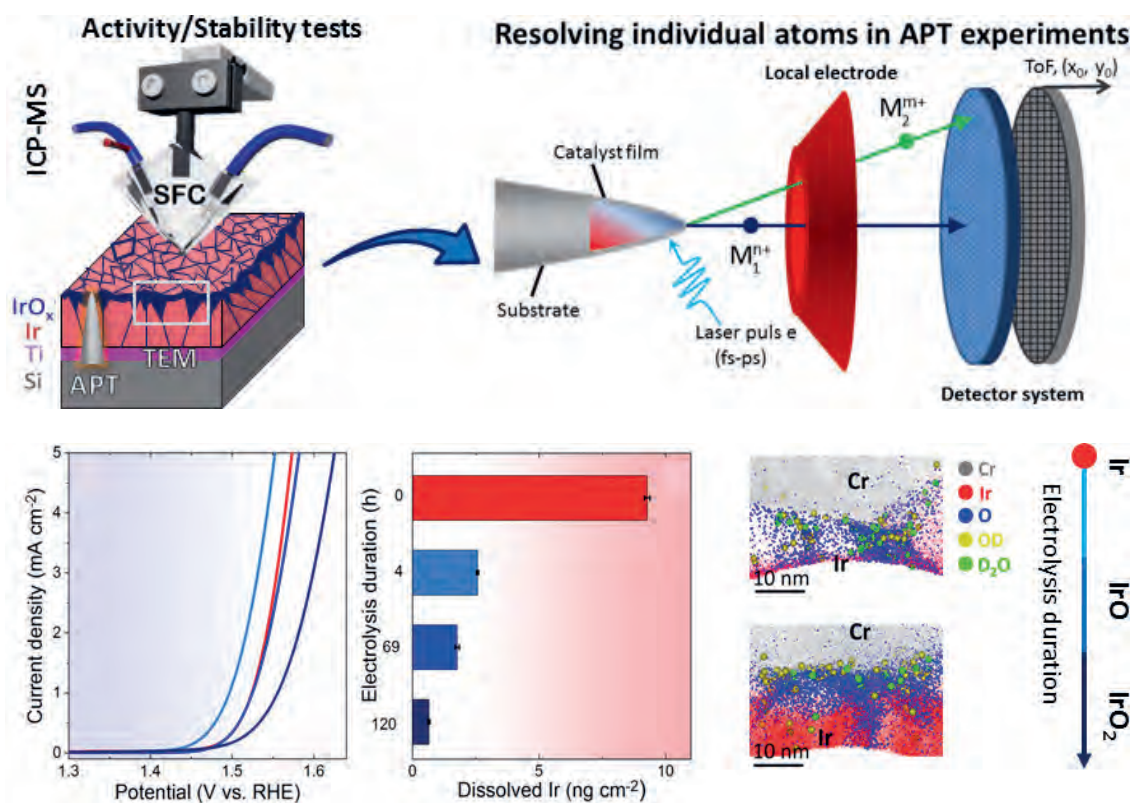 Activity/Stability tests
Resolving individual atoms in APT experiments
ICP-MS
SFC
IrOx
Ir
Ti
Si
APT
TEM
Catalyst film
Substrate
M1n+
M2m+
Laser puls e
(fs-ps)
Local electrode
ToF, (x0, y0)
Detector system
Current density (mA cm-2)
5
4
3
2
1
0
1.3
1.4
1.5
1.6
Potential (V vs. RHE)
Electrolysis duration (h)
0
4
69
120
0
5
10
Dissolved Ir (ng cm-2)
Cr
Ir
10 nm
Cr
Ir
10 nm
Cr
Ir
O
OD
D2O
Electrolysis duration
Ir
IrO
IrO2